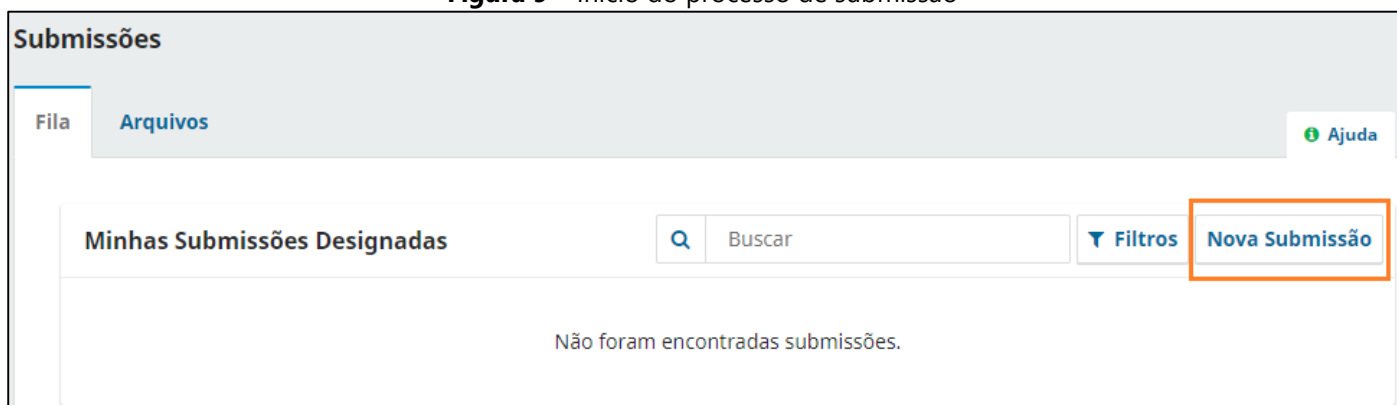 Submissões
Fila Arquivos
Ajuda
Minhas Submissões Designadas Buscar Filtros Nova Submissão
Não foram encontradas submissões.